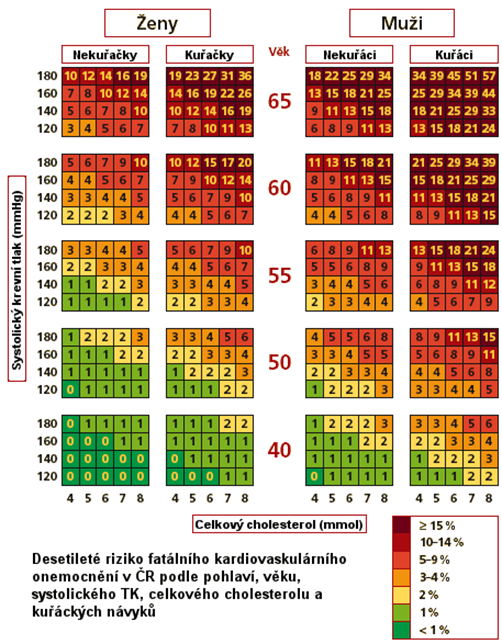 Ženy Muži
Nekuřačky Kuřačky Věk Nekuřáci Kuřáci
180 10 12 14 16 19 19 23 27 31 36 18 22 25 29 34 34 39 45 51 57
160 7 8 10 12 14 14 16 19 22 26 65 13 15 18 21 25 25 29 34 39 44
140 5 6 7 8 10 10 11 14 16 19 9 11 13 15 18 18 21 25 29 33
120 3 4 5 6 7 7 8 10 11 13 6 8 9 11 13 13 15 18 21 24
180 5 6 7 9 10 10 12 15 17 20 11 13 15 18 21 21 25 29 34 39
160 4 4 5 6 7 7 9 10 12 14 60 8 9 11 13 15 15 18 21 25 29
140 3 3 4 4 5 5 6 7 9 10 5 6 8 9 11 11 13 15 18 21
120 2 2 2 3 4 4 4 5 6 7 4 4 5 6 8 8 9 11 13 15
Systolický krevní tlak (mmHg)
180 3 3 4 4 5 5 6 7 9 10 6 8 9 11 13 13 15 18 21 24
160 2 2 3 3 4 4 4 5 6 7 55 5 5 6 8 9 9 11 13 15 18
140 1 1 2 2 3 3 3 4 4 5 3 4 4 5 6 6 8 9 11 12
120 1 1 1 1 2 2 2 3 3 4 2 3 3 4 4 4 5 6 7 9
180 1 2 2 2 3 3 3 4 5 6 4 5 5 6 8 8 9 11 13 15
160 1 1 1 2 2 2 2 3 3 4 50 3 3 4 5 5 5 6 8 9 11
140 1 1 1 1 1 1 2 2 2 3 2 2 3 3 4 4 4 5 6 8
120 0 1 1 1 1 1 1 1 2 2 1 2 2 2 3 3 3 4 4 5
180 0 1 1 1 1 1 1 1 2 2 1 2 2 2 3 3 3 4 5 6
160 0 0 0 1 1 1 1 1 1 1 40 1 1 1 2 2 2 2 3 3 4
140 0 0 0 0 0 0 1 1 1 1 1 1 1 1 2 1 2 2 2 3
120 0 0 0 0 0 0 0 0 1 1 0 1 1 1 1 1 1 1 2 2
4 5 6 7 8 4 5 6 7 8 4 5 6 7 8 4 5 6 7 8
Celkový cholesterol (mmol)
Desetileté riziko fatálního kardiovaskulárního
onemocnění v ČR podle pohlaví, věku,
systolického TK, celkového cholesterolu a
kuřáckých návyků
≥ 15 %
10–14 %
5–9 %
3–4 %
2 %
1 %
< 1 %